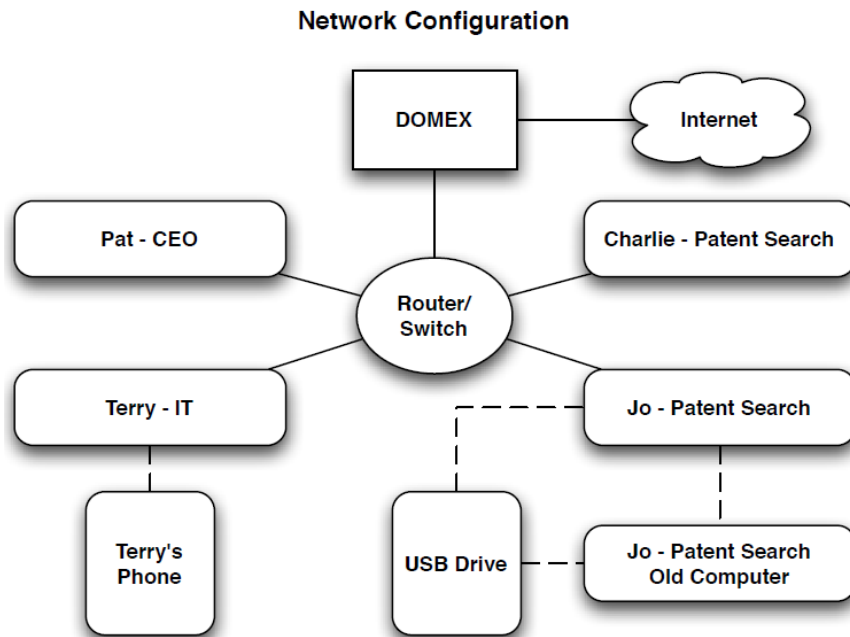 Network Configuration
DOMEX
Internet
Pat - CEO
Charlie - Patent Search
Router/
Switch
Terry - IT
Jo - Patent Search
Terry's
Phone
USB Drive
Jo - Patent Search
Old Computer